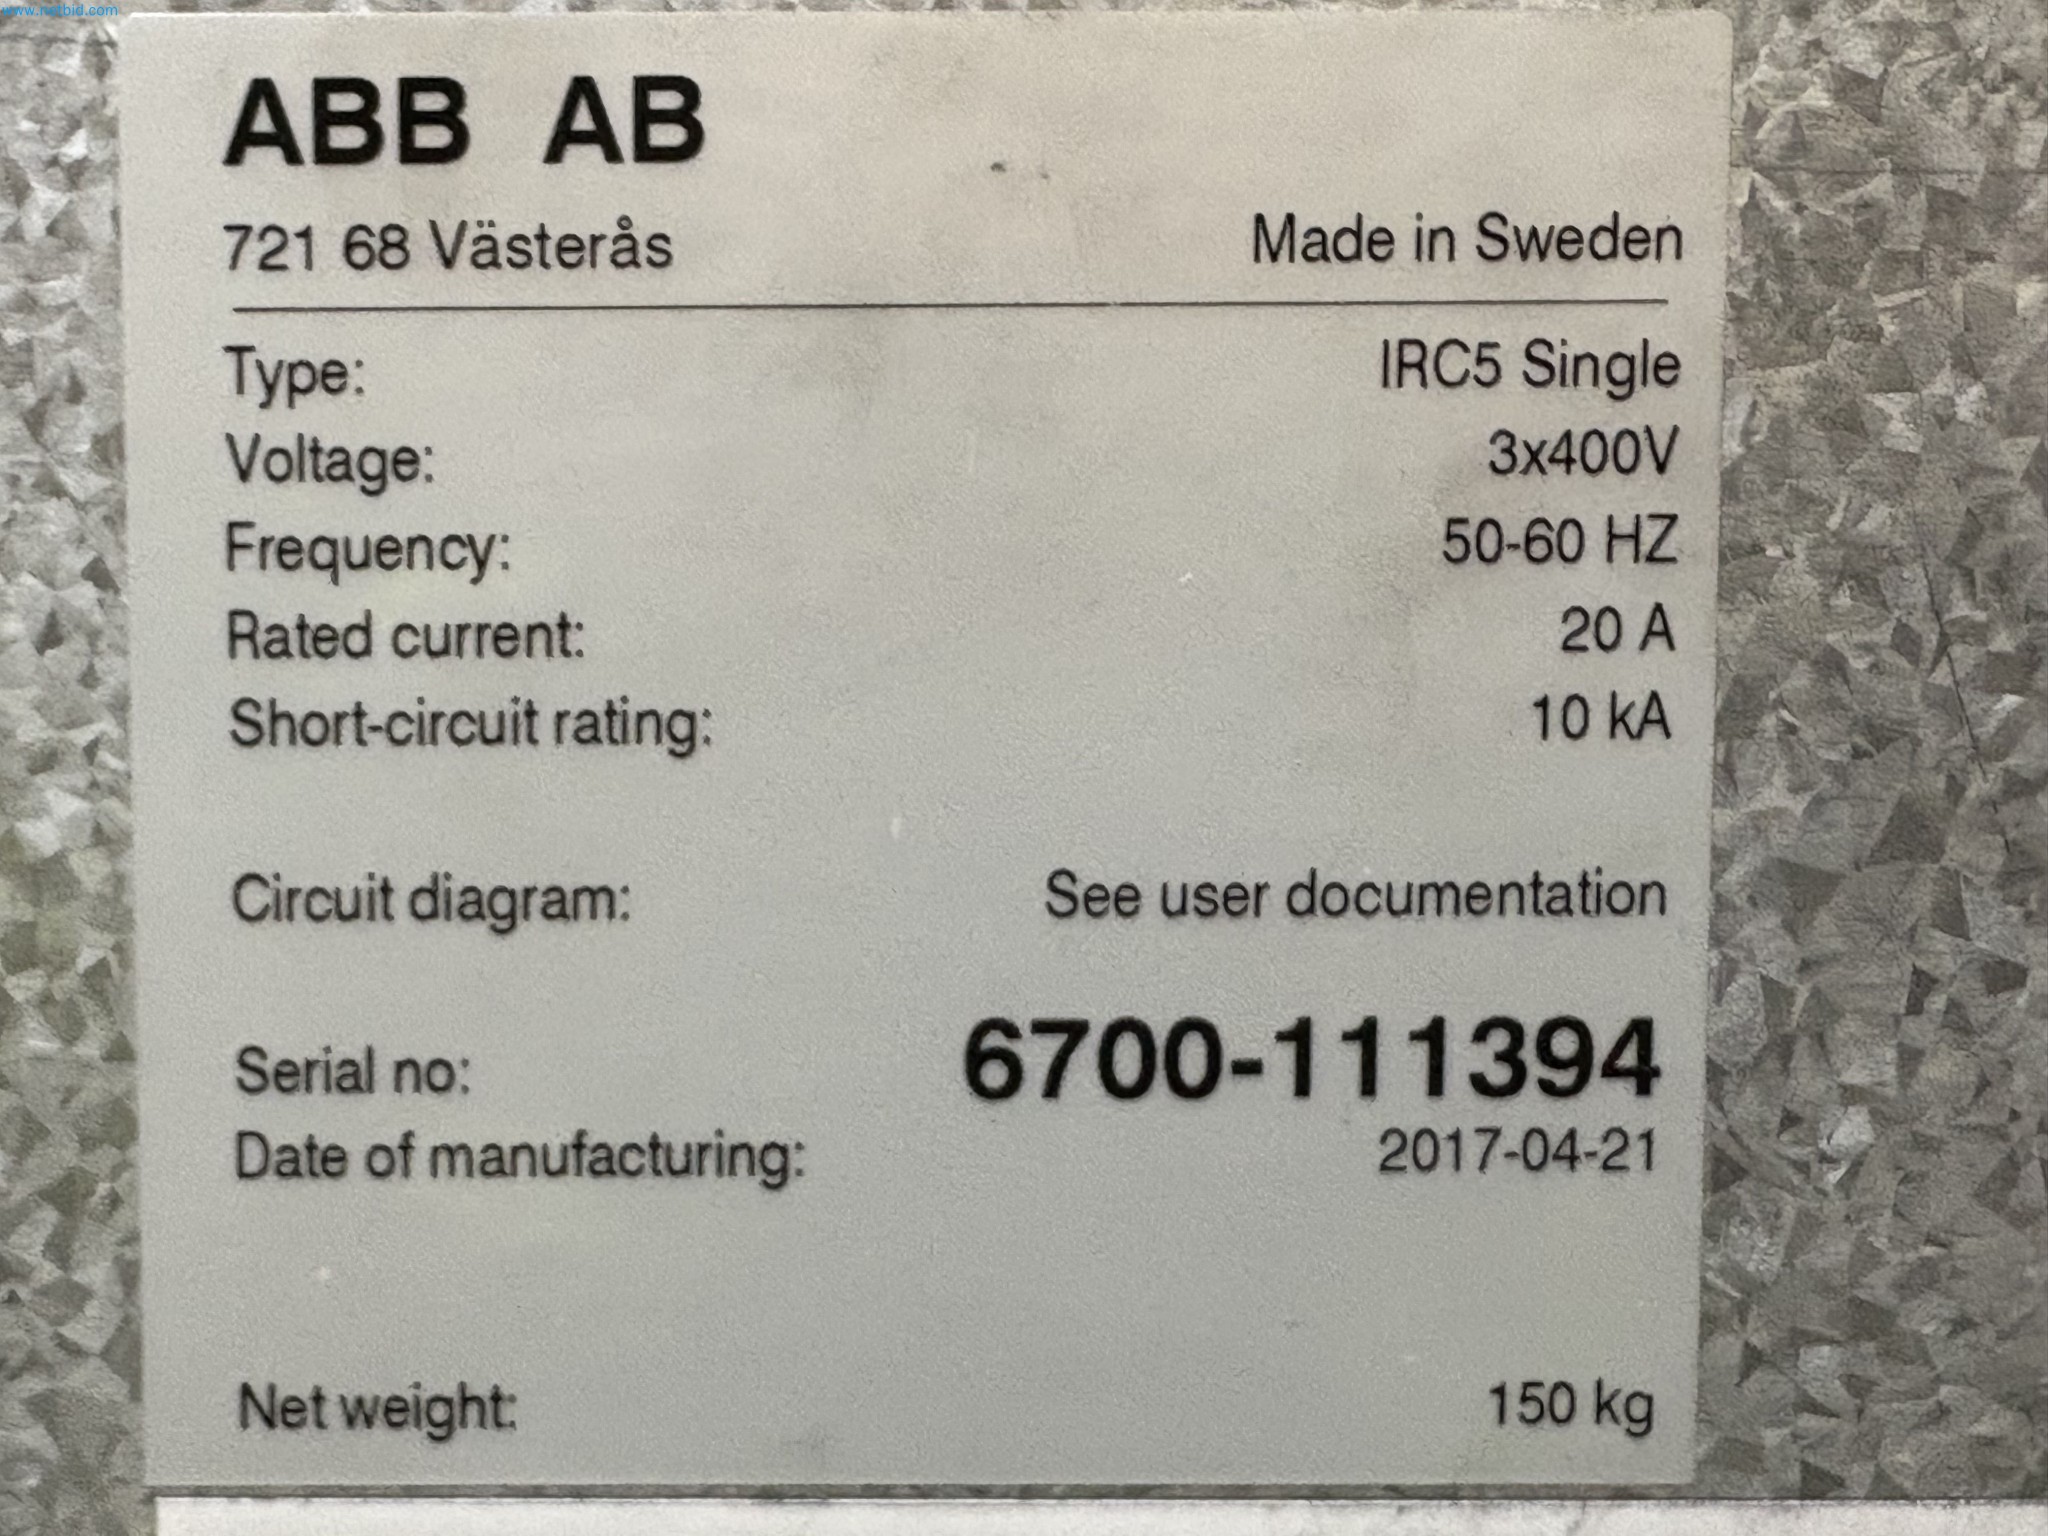 www.netbid.com
ABB AB
721 68 Västerås Made in Sweden
Type: IRC5 Single
Voltage: 3x400V
Frequency: 50-60 HZ
Rated current: 20 A
Short-circuit rating: 10 kA
Circuit diagram: See user documentation
Serial no: 6700-111394
Date of manufacturing: 2017-04-21
Net weight: 150 kg